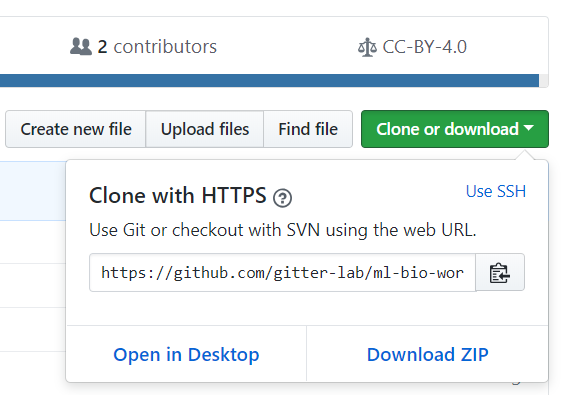 2 contributors
CC-BY-4.0
Create new file
Upload files
Find file
Clone or download
Clone with HTTPS
Use SSH
Use Git or checkout with SVN using the web URL.
https://github.com/gitter-lab/ml-bio-wor
Open in Desktop
Download ZIP